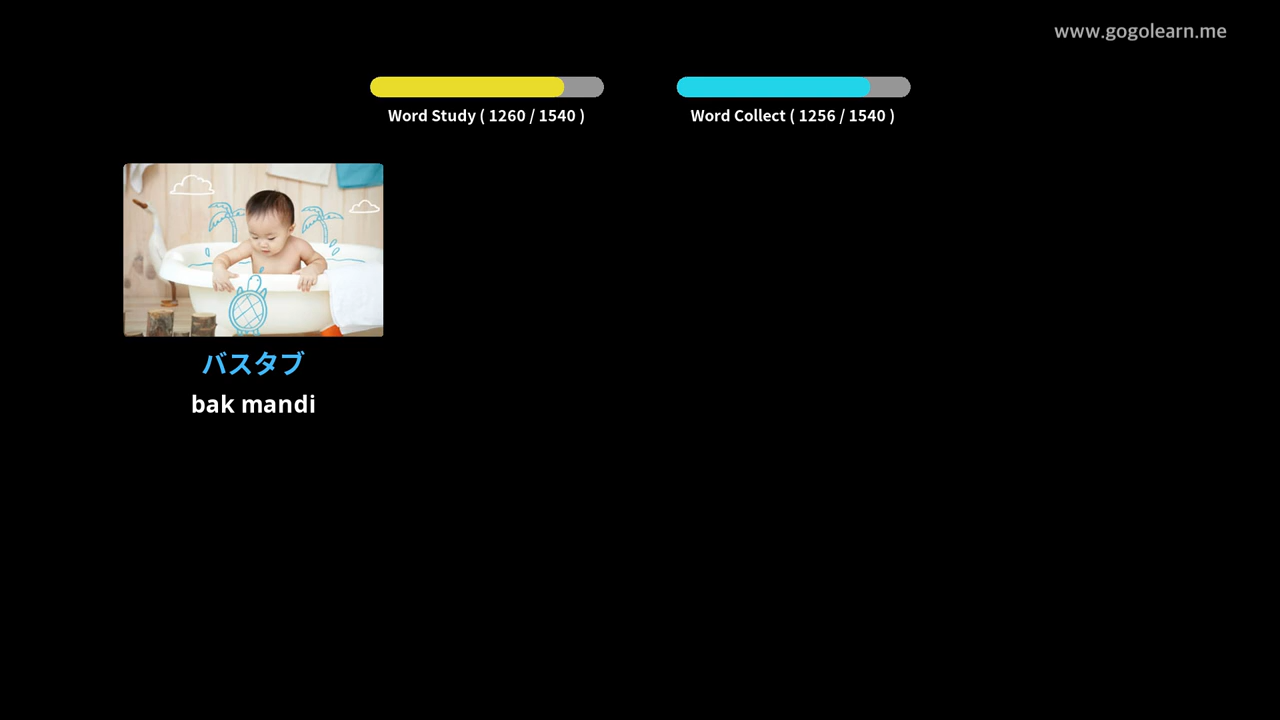 www.gogolearn.me
Word Study ( 1260 / 1540 )
Word Collect ( 1256 / 1540 )
バスタブ
bak mandi